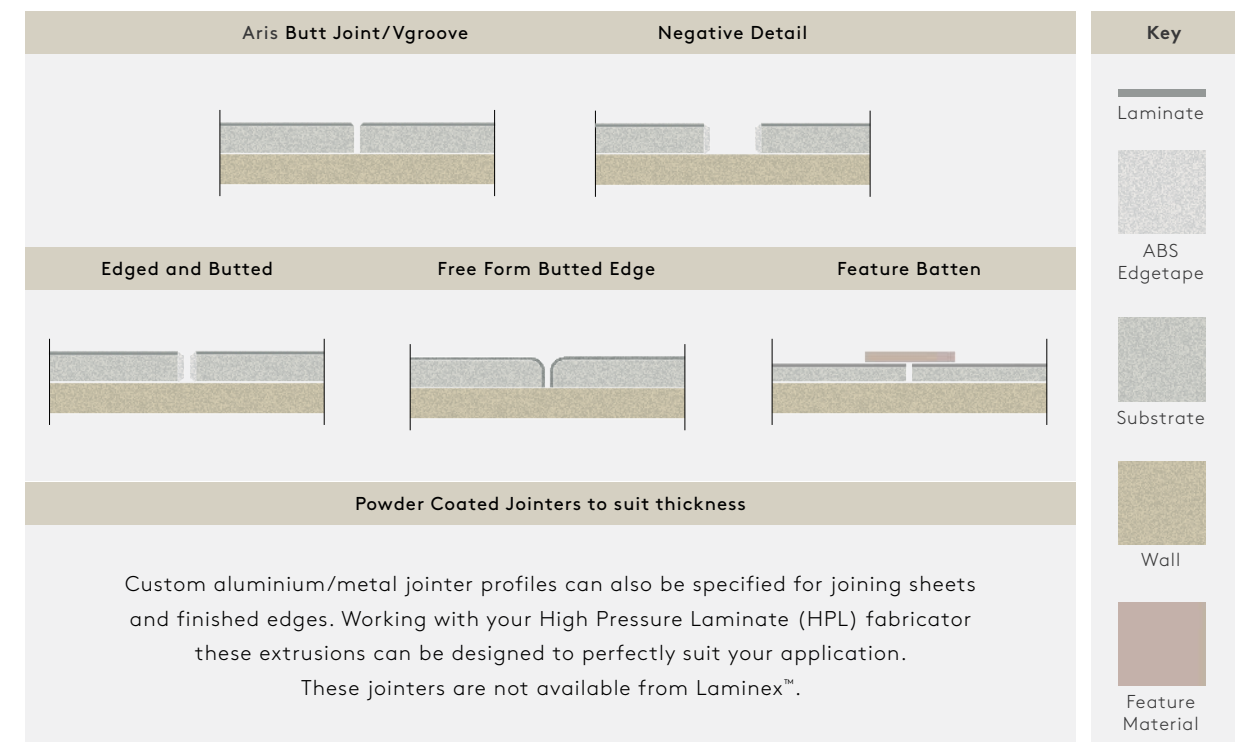 Aris Butt Joint/Vgroove
Negative Detail
Key
Laminate
ABS
Edgetape
Substrate
Wall
Feature
Material
Edged and Butted
Free Form Butted Edge
Feature Batten
Powder Coated Jointers to suit thickness
Custom aluminium/metal jointer profiles can also be specified for joining sheets
and finished edges. Working with your High Pressure Laminate (HPL) fabricator
these extrusions can be designed to perfectly suit your application.
These jointers are not available from Laminex™.